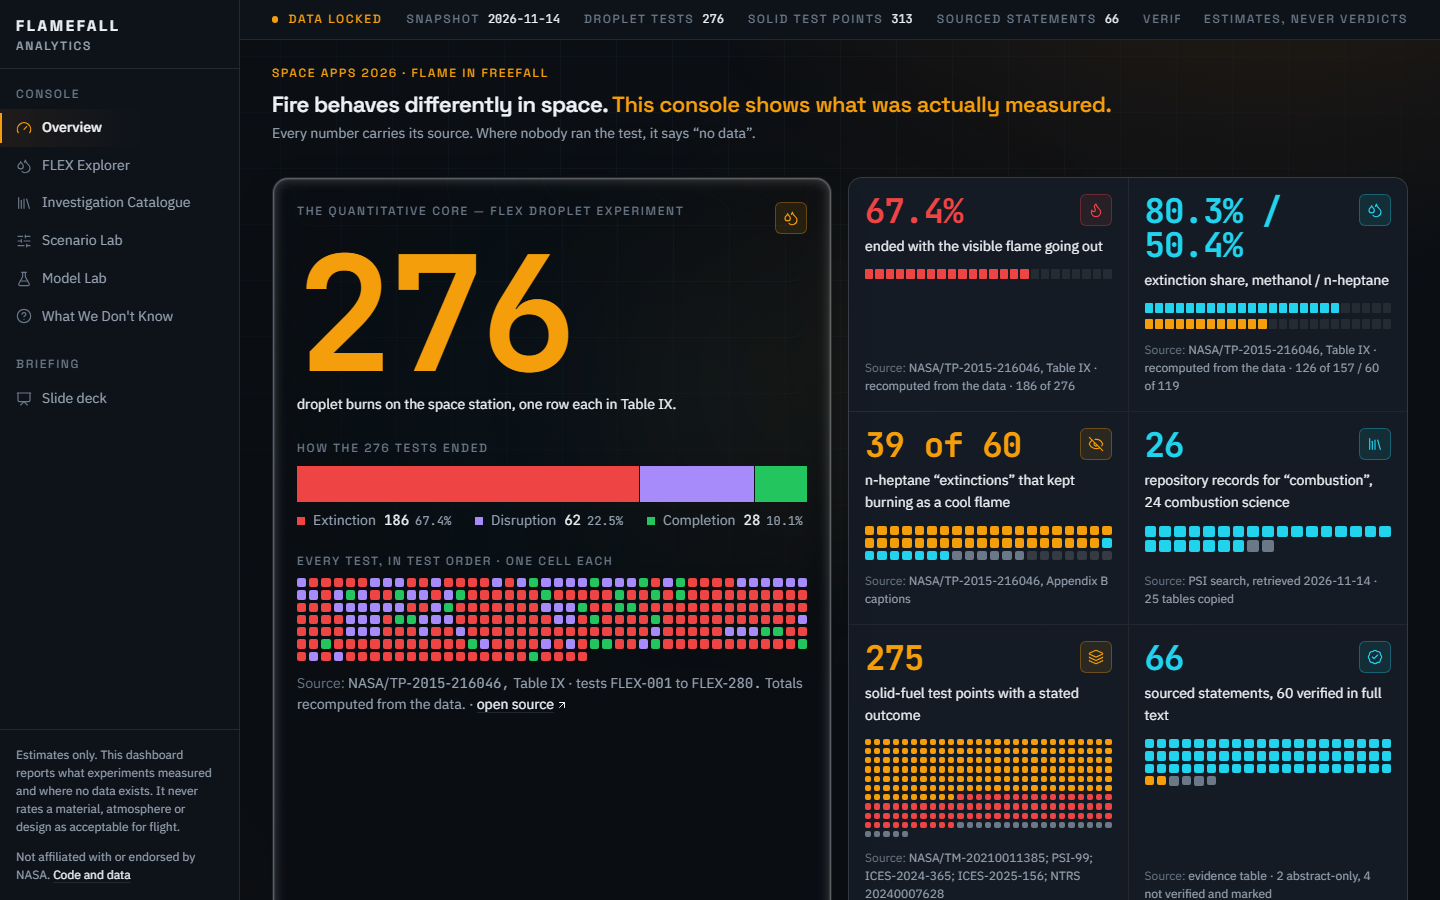 FLAMEFALL
ANALYTICS
CONSOLE
Overview
FLEX Explorer
Investigation Catalogue
Scenario Lab
Model Lab
What We Don't Know
BRIEFING
Slide deck
Estimates only. This dashboard
reports what experiments measured
and where no data exists. It never
rates a material, atmosphere or
design as acceptable for flight.
Not affiliated with or endorsed by
NASA. Code and data
DATA LOCKED SNAPSHOT 2026-11-14 DROPLET TESTS 276 SOLID TEST POINTS 313 SOURCED STATEMENTS 66 VERIF ESTIMATES, NEVER VERDICTS
SPACE APPS 2026 · FLAME IN FREEFALL
Fire behaves differently in space. This console shows what was actually measured.
Every number carries its source. Where nobody ran the test, it says “no data”.
THE QUANTITATIVE CORE — FLEX DROPLET EXPERIMENT
276
droplet burns on the space station, one row each in Table IX.
HOW THE 276 TESTS ENDED
Extinction 186 67.4% Disruption 62 22.5% Completion 28 10.1%
EVERY TEST, IN TEST ORDER · ONE CELL EACH
Source: NASA/TP-2015-216046, Table IX · tests FLEX-001 to FLEX-280. Totals
recomputed from the data. · open source ↗
67.4%
ended with the visible flame going out
Source: NASA/TP-2015-216046, Table IX ·
recomputed from the data · 186 of 276
80.3% /
50.4%
extinction share, methanol / n-heptane
Source: NASA/TP-2015-216046, Table IX ·
recomputed from the data · 126 of 157 / 60
of 119
39 of 60
n-heptane “extinctions” that kept
burning as a cool flame
Source: NASA/TP-2015-216046, Appendix B
captions
26
repository records for “combustion”,
24 combustion science
Source: PSI search, retrieved 2026-11-14 ·
25 tables copied
275
solid-fuel test points with a stated
outcome
Source: NASA/TM-20210011385; PSI-99;
ICES-2024-365; ICES-2025-156; NTRS
20240007628
66
sourced statements, 60 verified in full
text
Source: evidence table · 2 abstract-only, 4
not verified and marked